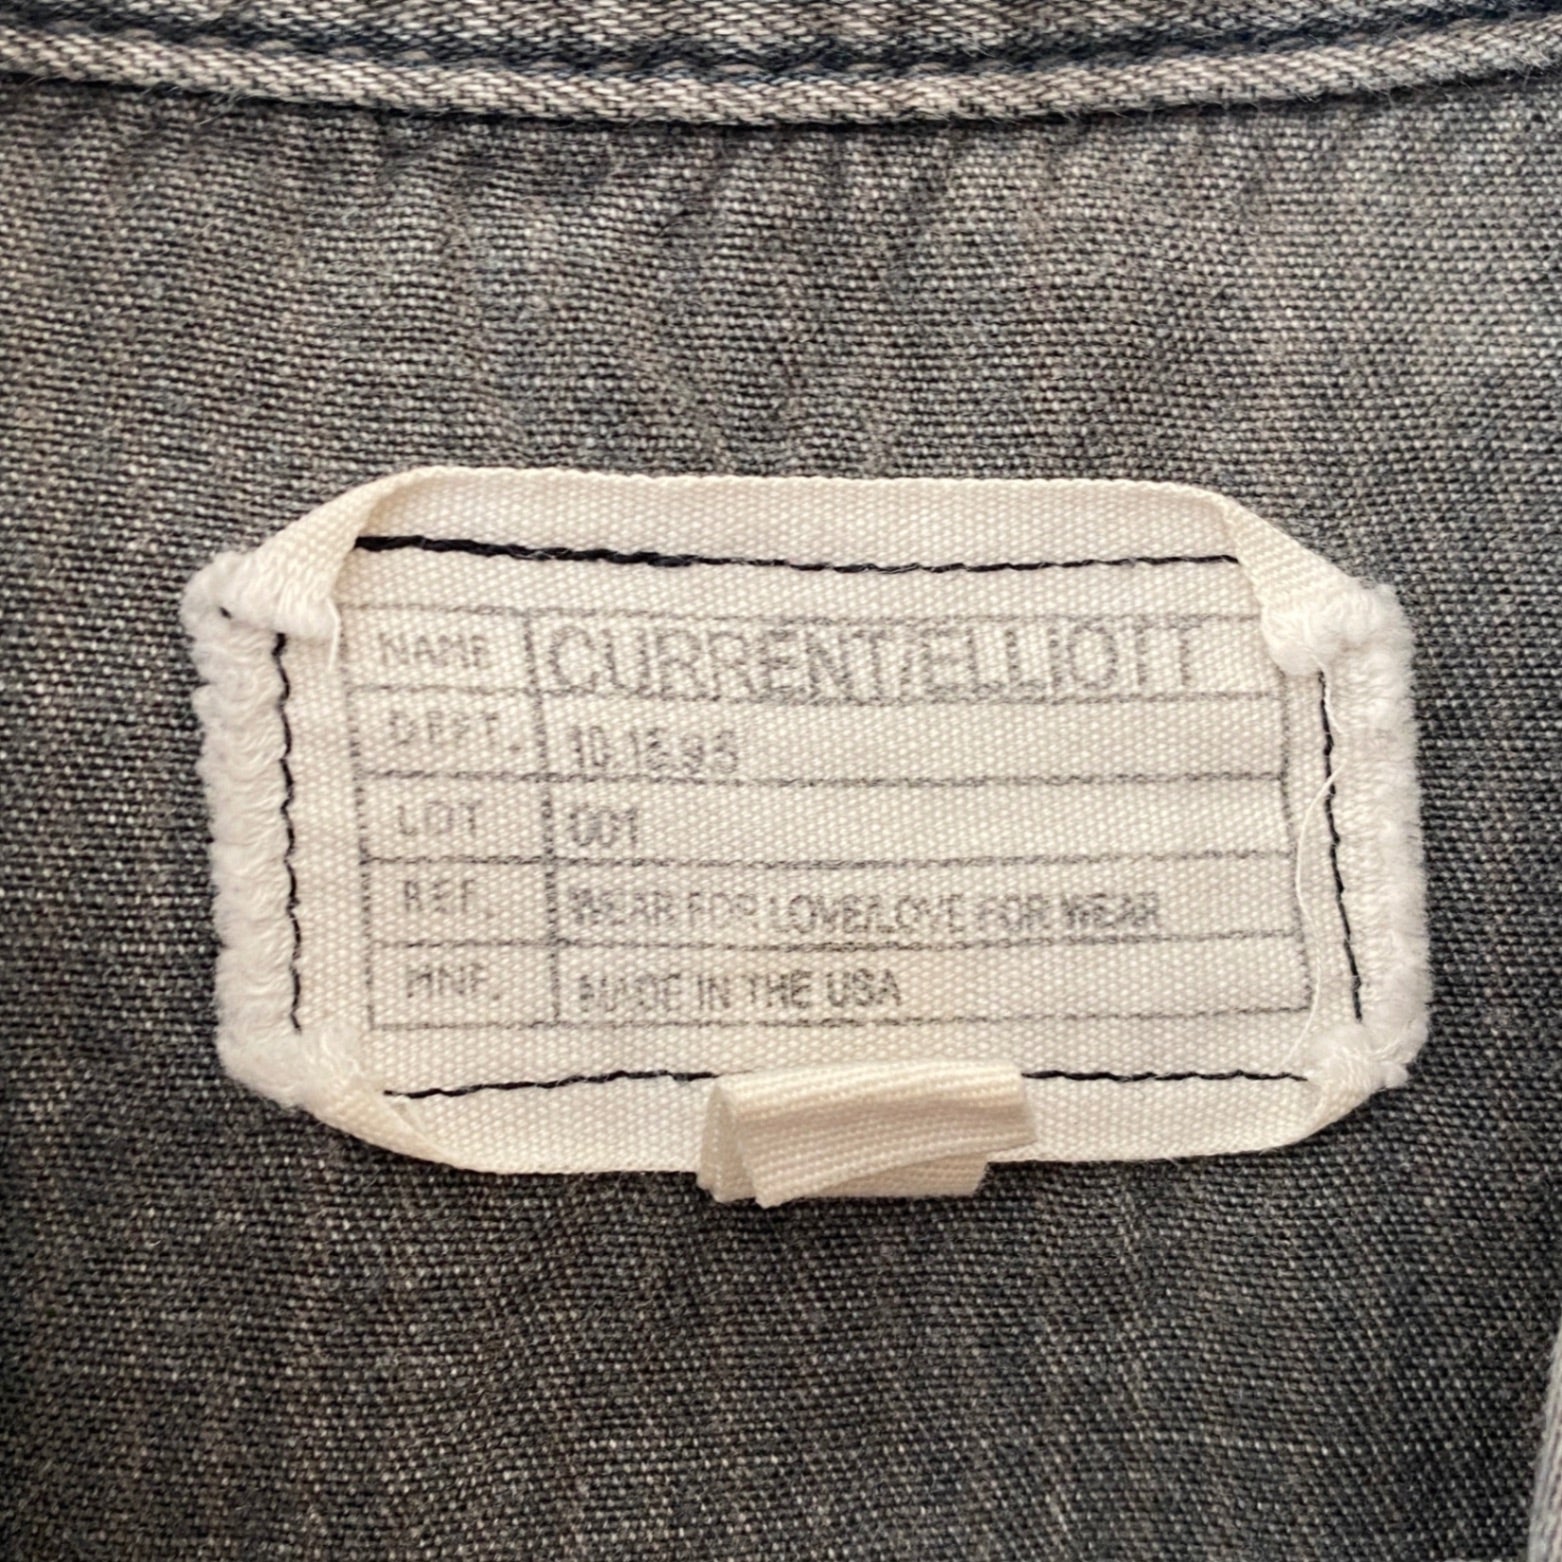 NAME CURRENT/ELLIOTT
DEPT. 10.15.95
LOT 001
REF. WEAR FOR LOVE/LOVE FOR WEAR
MNF. MADE IN THE USA